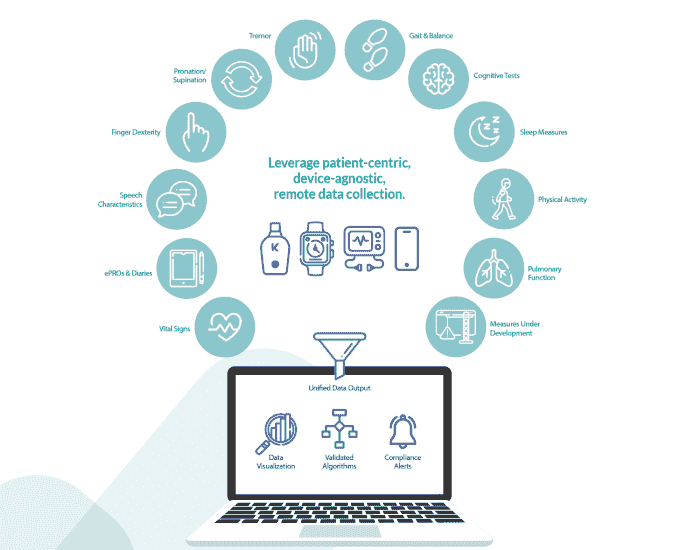 Tremor
Gait & Balance
Pronation/
Supination
Cognitive Tests
Finger Dexterity
Sleep Measures
Leverage patient-centric,
device-agnostic,
remote data collection.
Speech
Characteristics
Physical Activity
K
ePROs & Diaries
Pulmonary
Function
Vital Signs
Measures Under
Development
Unified Data Output
Data
Visualization
Validated
Algorithms
Compliance
Alerts